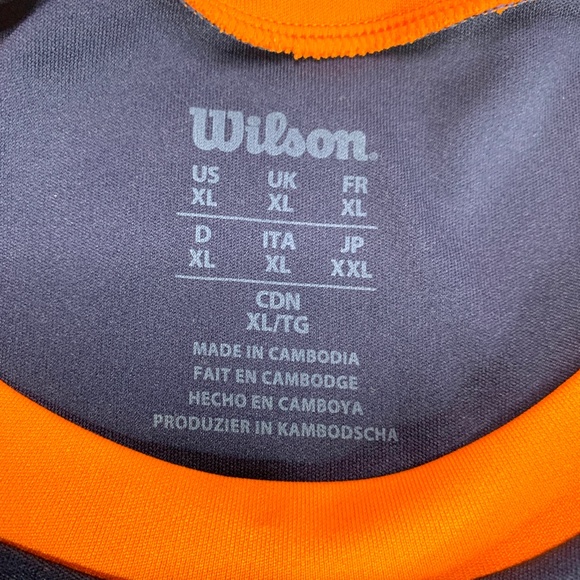 Wilson.
US UK FR
XL XL XL
D ITA JP
XL XL XXL
CDN
XL/TG
MADE IN CAMBODIA
FAIT EN CAMBODGE
HECHO EN CAMBOYA
PRODUZIER IN KAMBODSCHA